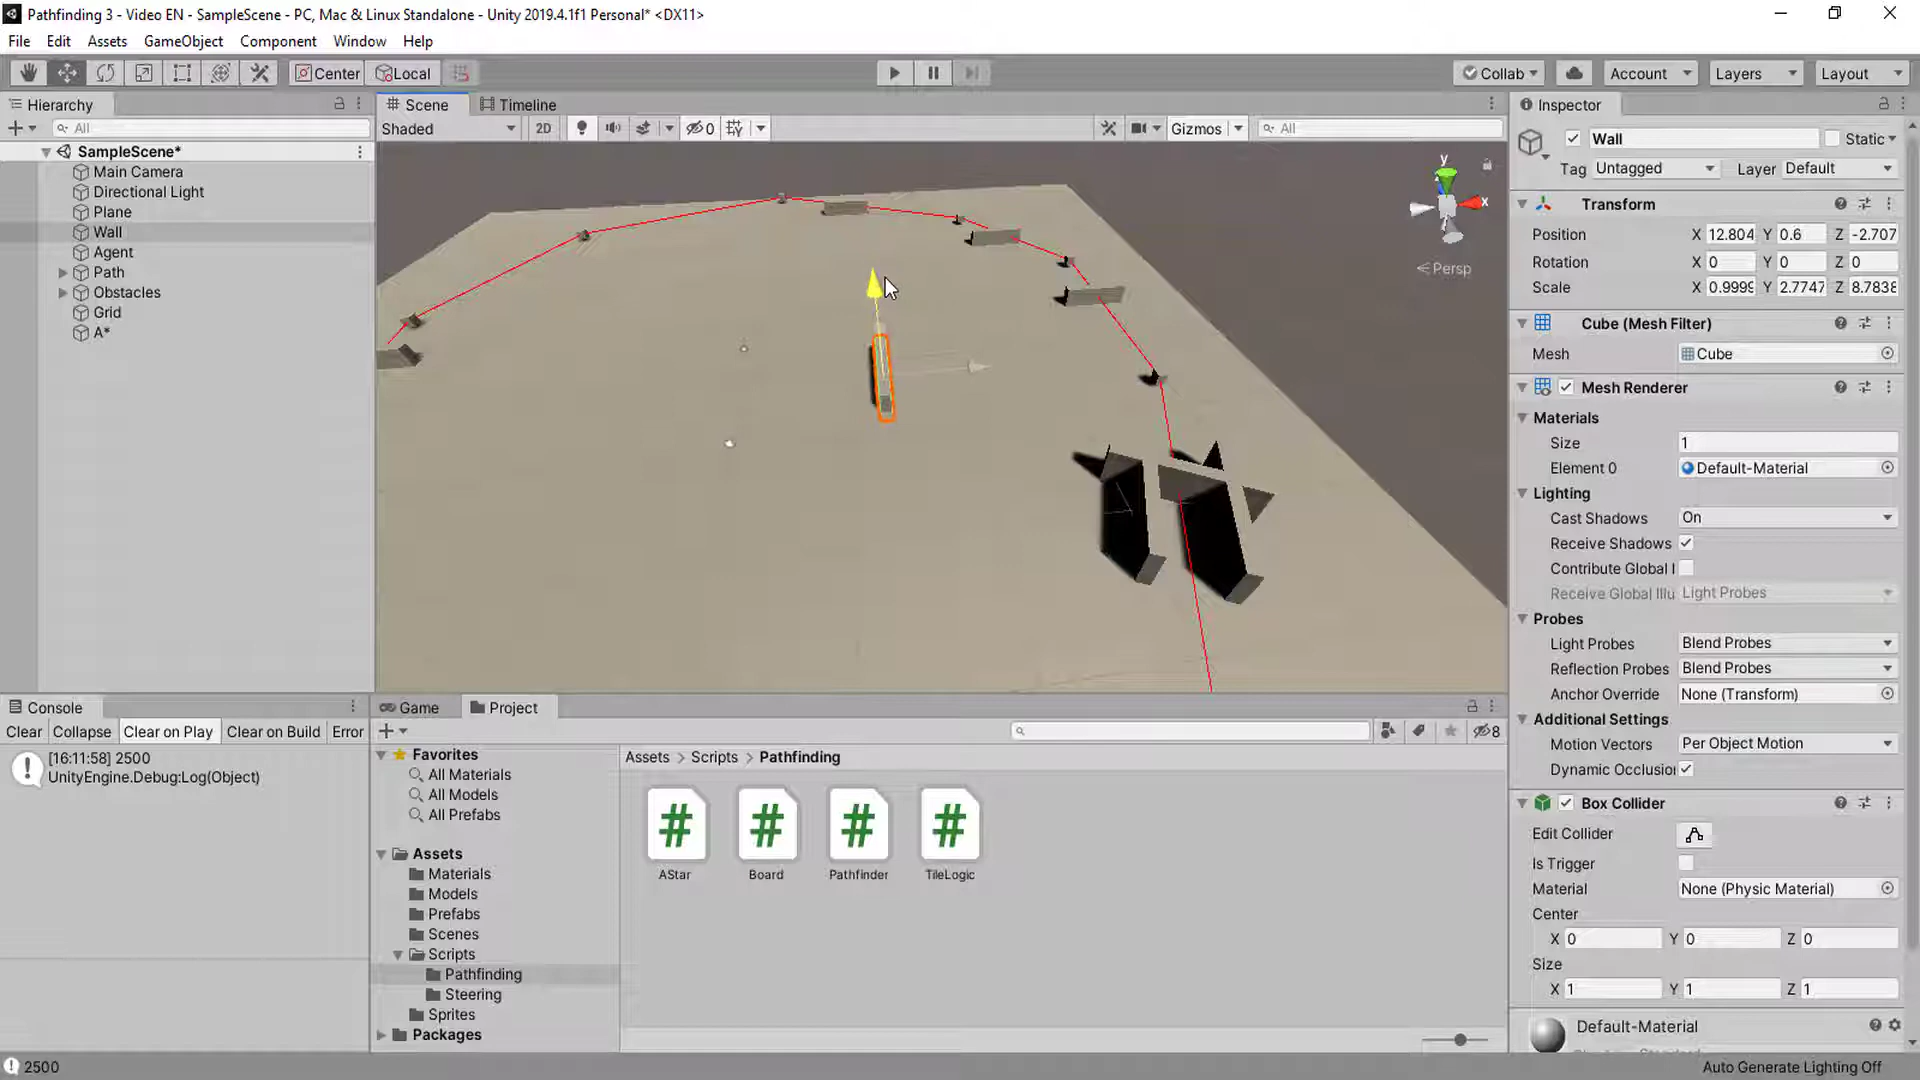 Pathfinding 3 - Video EN - SampleScene - PC, Mac & Linux Standalone - Unity 2019.4.1f1 Personal* <DX11>
File Edit Assets GameObject Component Window Help
Center Local Collab Account Layers Layout
Hierarchy
All
SampleScene*
Main Camera
Directional Light
Plane
Wall
Agent
Path
Obstacles
Grid
A*
Scene Timeline
Shaded 2D 0 Gizmos All
y
x
Persp
Inspector
Wall Static
Tag Untagged Layer Default
Transform
Position X 12.804 Y 0.6 Z -2.707
Rotation X 0 Y 0 Z 0
Scale X 0.9999 Y 2.7747 Z 8.7838
Cube (Mesh Filter)
Mesh Cube
Mesh Renderer
Materials
Size 1
Element 0 Default-Material
Lighting
Cast Shadows On
Receive Shadows
Contribute Global I
Receive Global Illu Light Probes
Probes
Light Probes Blend Probes
Reflection Probes Blend Probes
Anchor Override None (Transform)
Additional Settings
Motion Vectors Per Object Motion
Dynamic Occlusion
Box Collider
Edit Collider
Is Trigger
Material None (Physic Material)
Center
X 0 Y 0 Z 0
Size
X 1 Y 1 Z 1
Default-Material
Console
Clear Collapse Clear on Play Clear on Build Error
[16:11:58] 2500
UnityEngine.Debug:Log(Object)
Game Project
8
Favorites
All Materials
All Models
All Prefabs
Assets
Materials
Models
Prefabs
Scenes
Scripts
Pathfinding
Steering
Sprites
Packages
Assets > Scripts > Pathfinding
AStar Board Pathfinder TileLogic
2500
Auto Generate Lighting Off